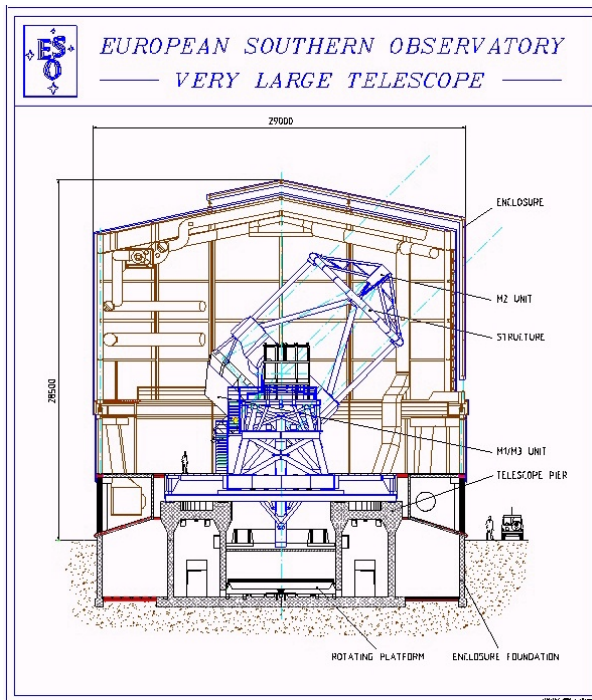 ESO
EUROPEAN SOUTHERN OBSERVATORY
VERY LARGE TELESCOPE
29000
ENCLOSURE
M2 UNIT
STRUCTURE
28500
M1/M3 UNIT
TELESCOPE PIER
ROTATING PLATFORM
ENCLOSURE FOUNDATION